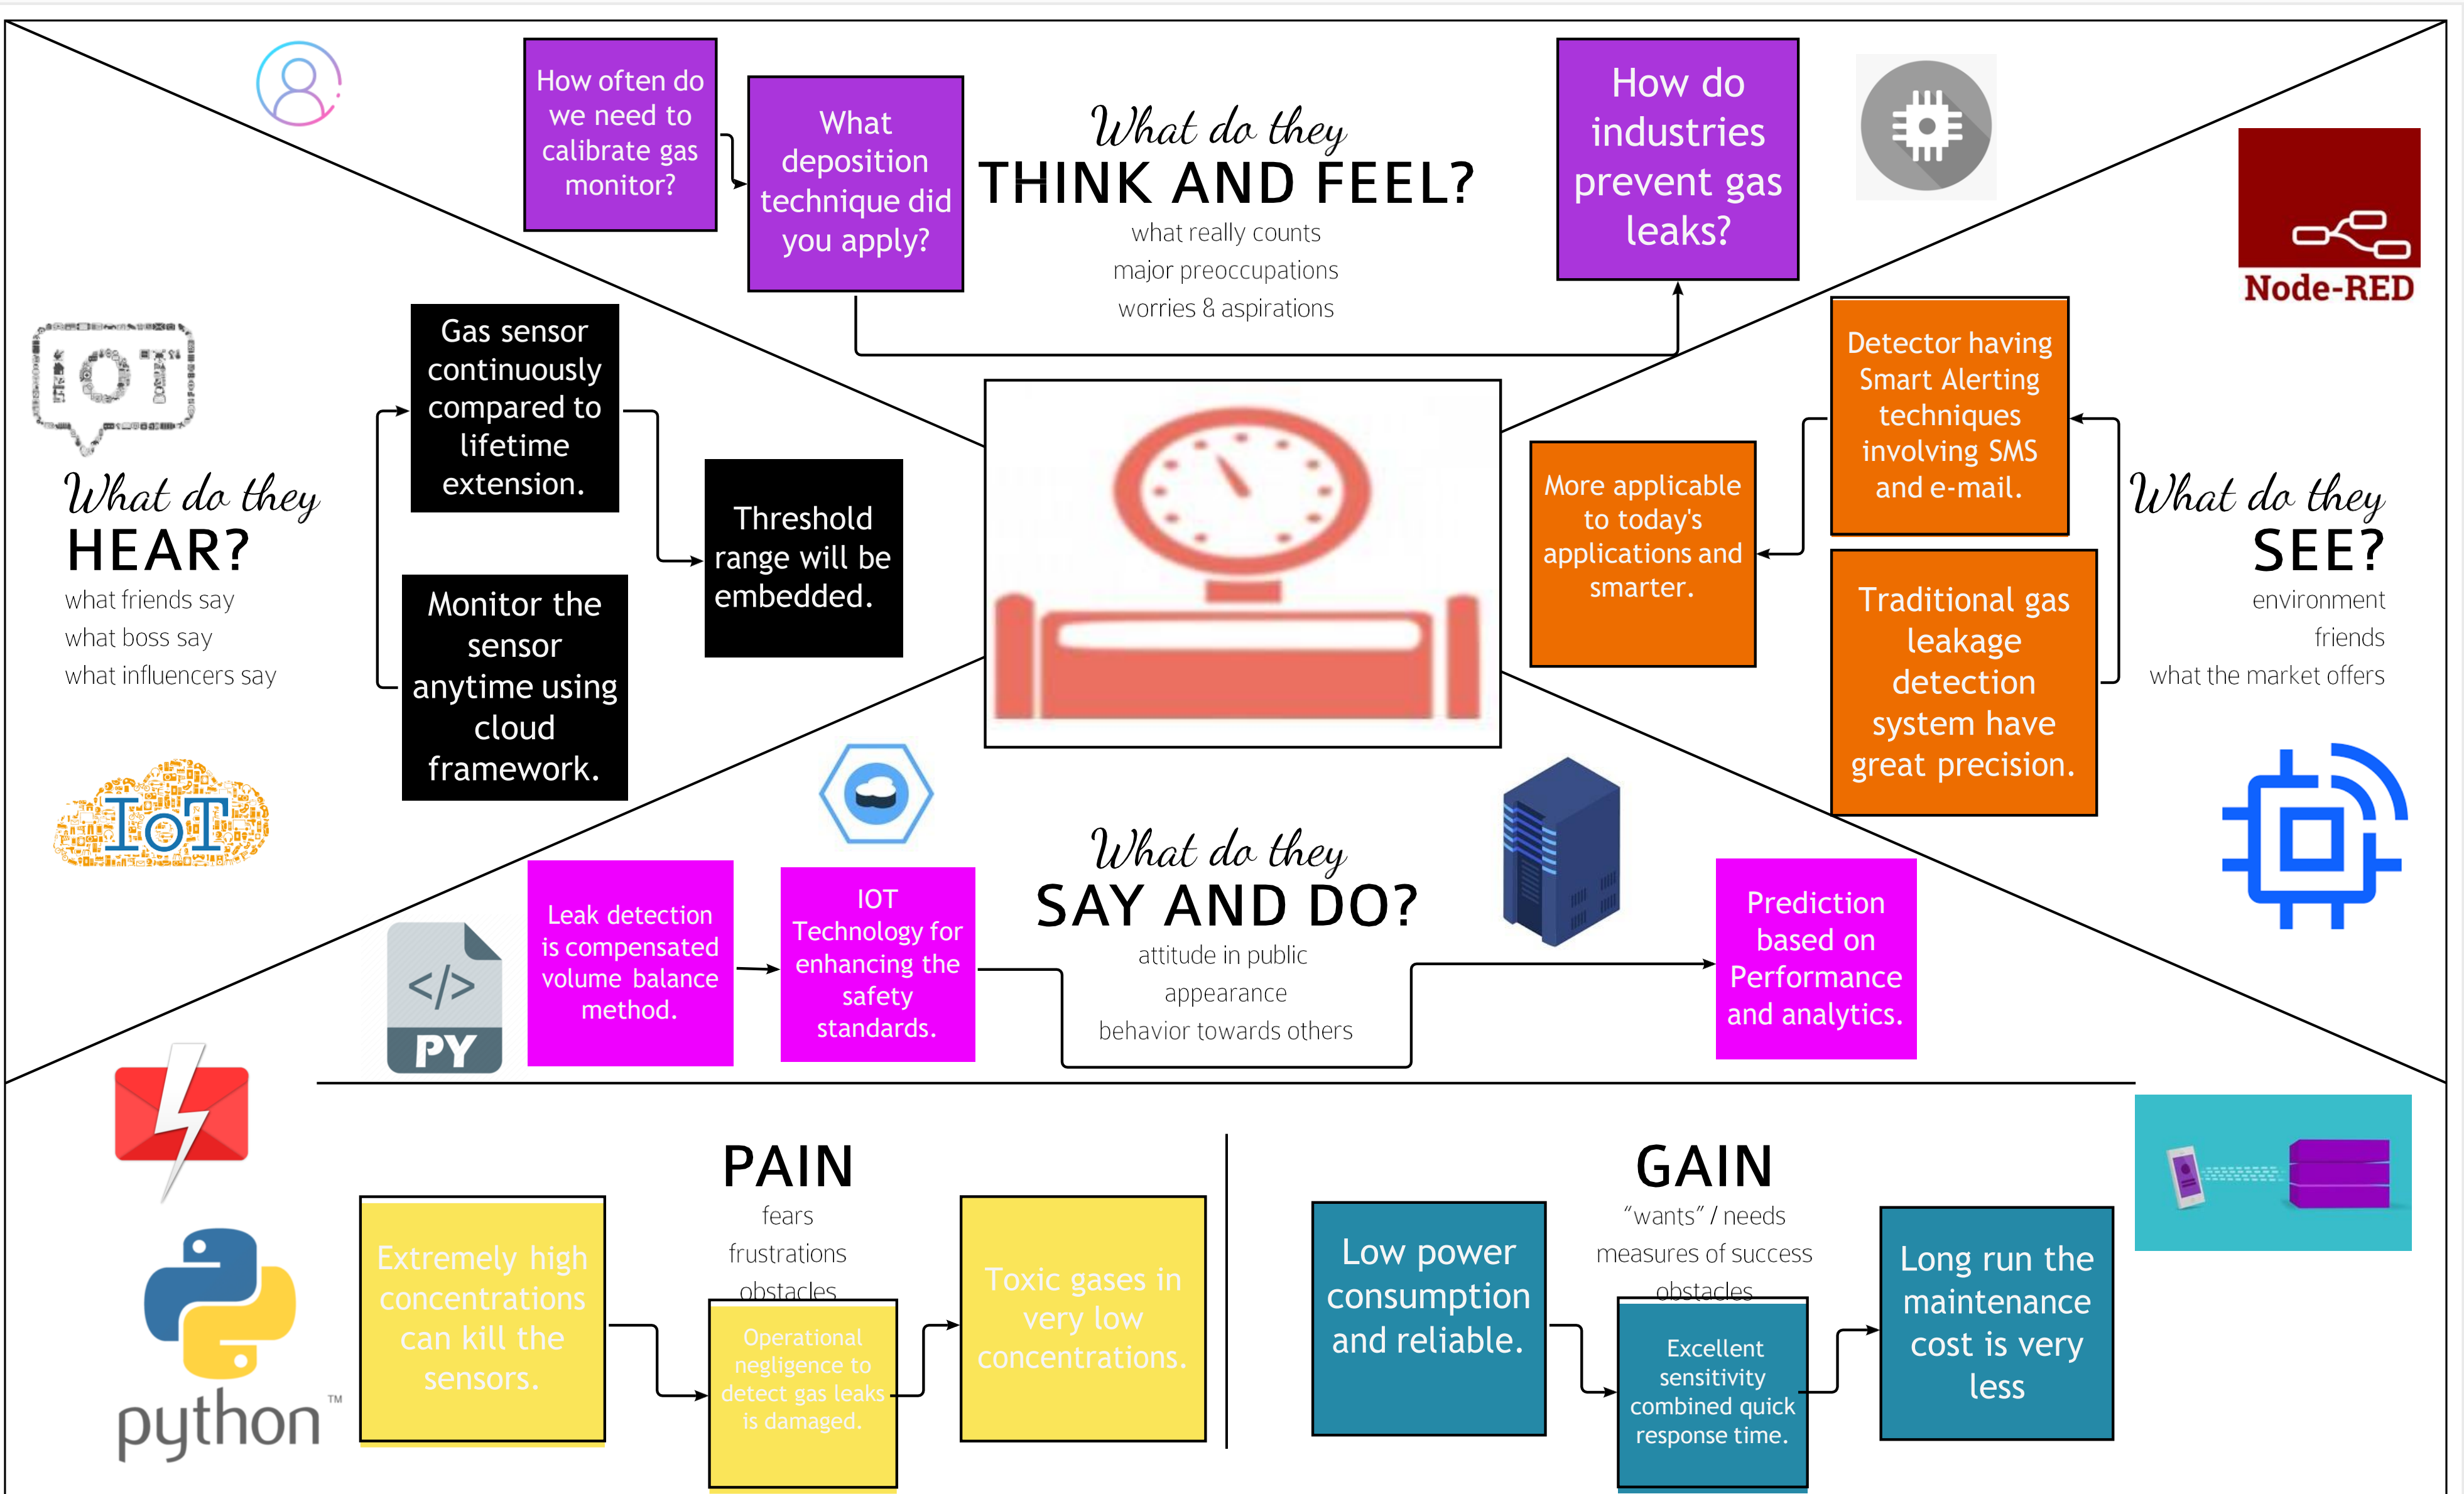 How often do
we need to
calibrate gas
monitor?
What
deposition
technique did
you apply?
What do they
THINK AND FEEL?
what really counts
major preoccupations
worries & aspirations
How do
industries
prevent gas
leaks?
Node-RED
IOT
What do they
HEAR?
what friends say
what boss say
what influencers say
Gas sensor
continuously
compared to
lifetime
extension.
Monitor the
sensor
anytime using
cloud
framework.
Threshold
range will be
embedded.
More applicable
to today's
applications and
smarter.
Detector having
Smart Alerting
techniques
involving SMS
and e-mail.
Traditional gas
leakage
detection
system have
great precision.
What do they
SEE?
environment
friends
what the market offers
IoT
</>
PY
Leak detection
is compensated
volume balance
method.
IOT
Technology for
enhancing the
safety
standards.
What do they
SAY AND DO?
attitude in public
appearance
behavior towards others
Prediction
based on
Performance
and analytics.
python™
PAIN
fears
frustrations
obstacles
Extremely high
concentrations
can kill the
sensors.
Operational
negligence to
detect gas leaks
is damaged.
Toxic gases in
very low
concentrations.
GAIN
“wants” / needs
measures of success
obstacles
Low power
consumption
and reliable.
Excellent
sensitivity
combined quick
response time.
Long run the
maintenance
cost is very
less